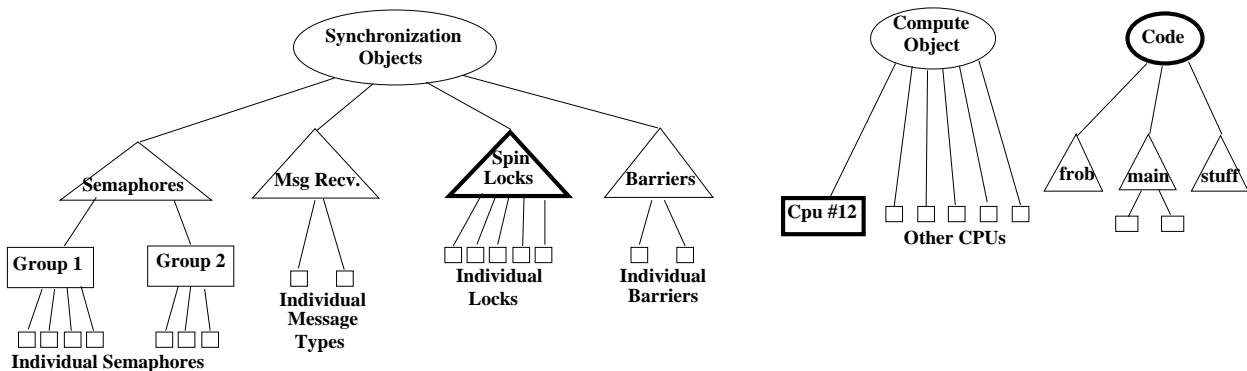 Synchronization
Objects
Semaphores
Msg Recv.
Spin
Locks
Barriers
Group 1
Group 2
Individual Semaphores
Individual
Message
Types
Individual
Locks
Individual
Barriers
Compute
Object
Cpu #12
Other CPUs
Code
frob
main
stuff